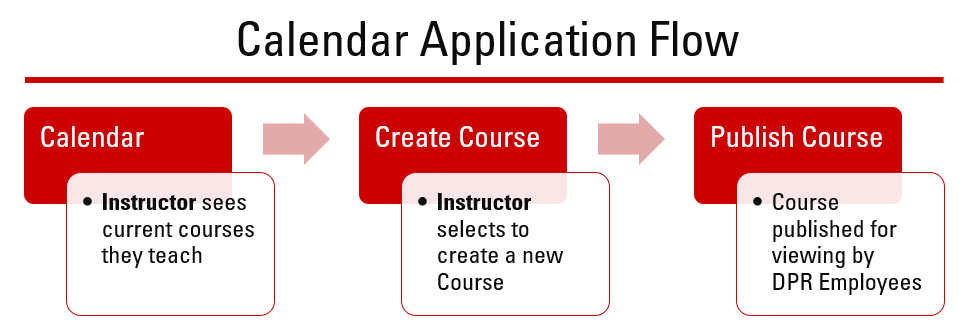 Calendar Application Flow
Calendar
• Instructor sees
current courses
they teach
Create Course
• Instructor
selects to
create a new
Course
Publish Course
• Course
published for
viewing by
DPR Employees